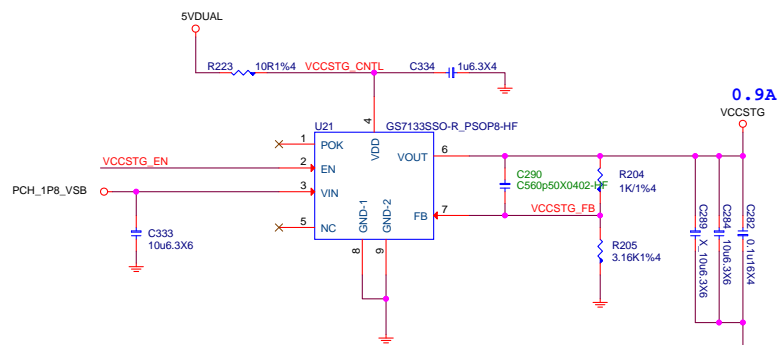 5VDUAL
R223 10R1%4 VCCSTG_CNTL C334 1u6.3X4
0.9A
VCCSTG
U21 GS7133SSO-R_PSOP8-HF
4
1 POK VDD
VCCSTG_EN 2 EN VOUT 6
PCH_1P8_VSB 3 VIN
C290
C560p50X0402-HF
R204
1K/1%4
FB 7 VCCSTG_FB
5 NC
GND-1
GND-2
8
9
C333
10u6.3X6
R205
3.16K1%4
C289 X_10u6.3X6
C284 10u6.3X6
C282 0.1u16X4